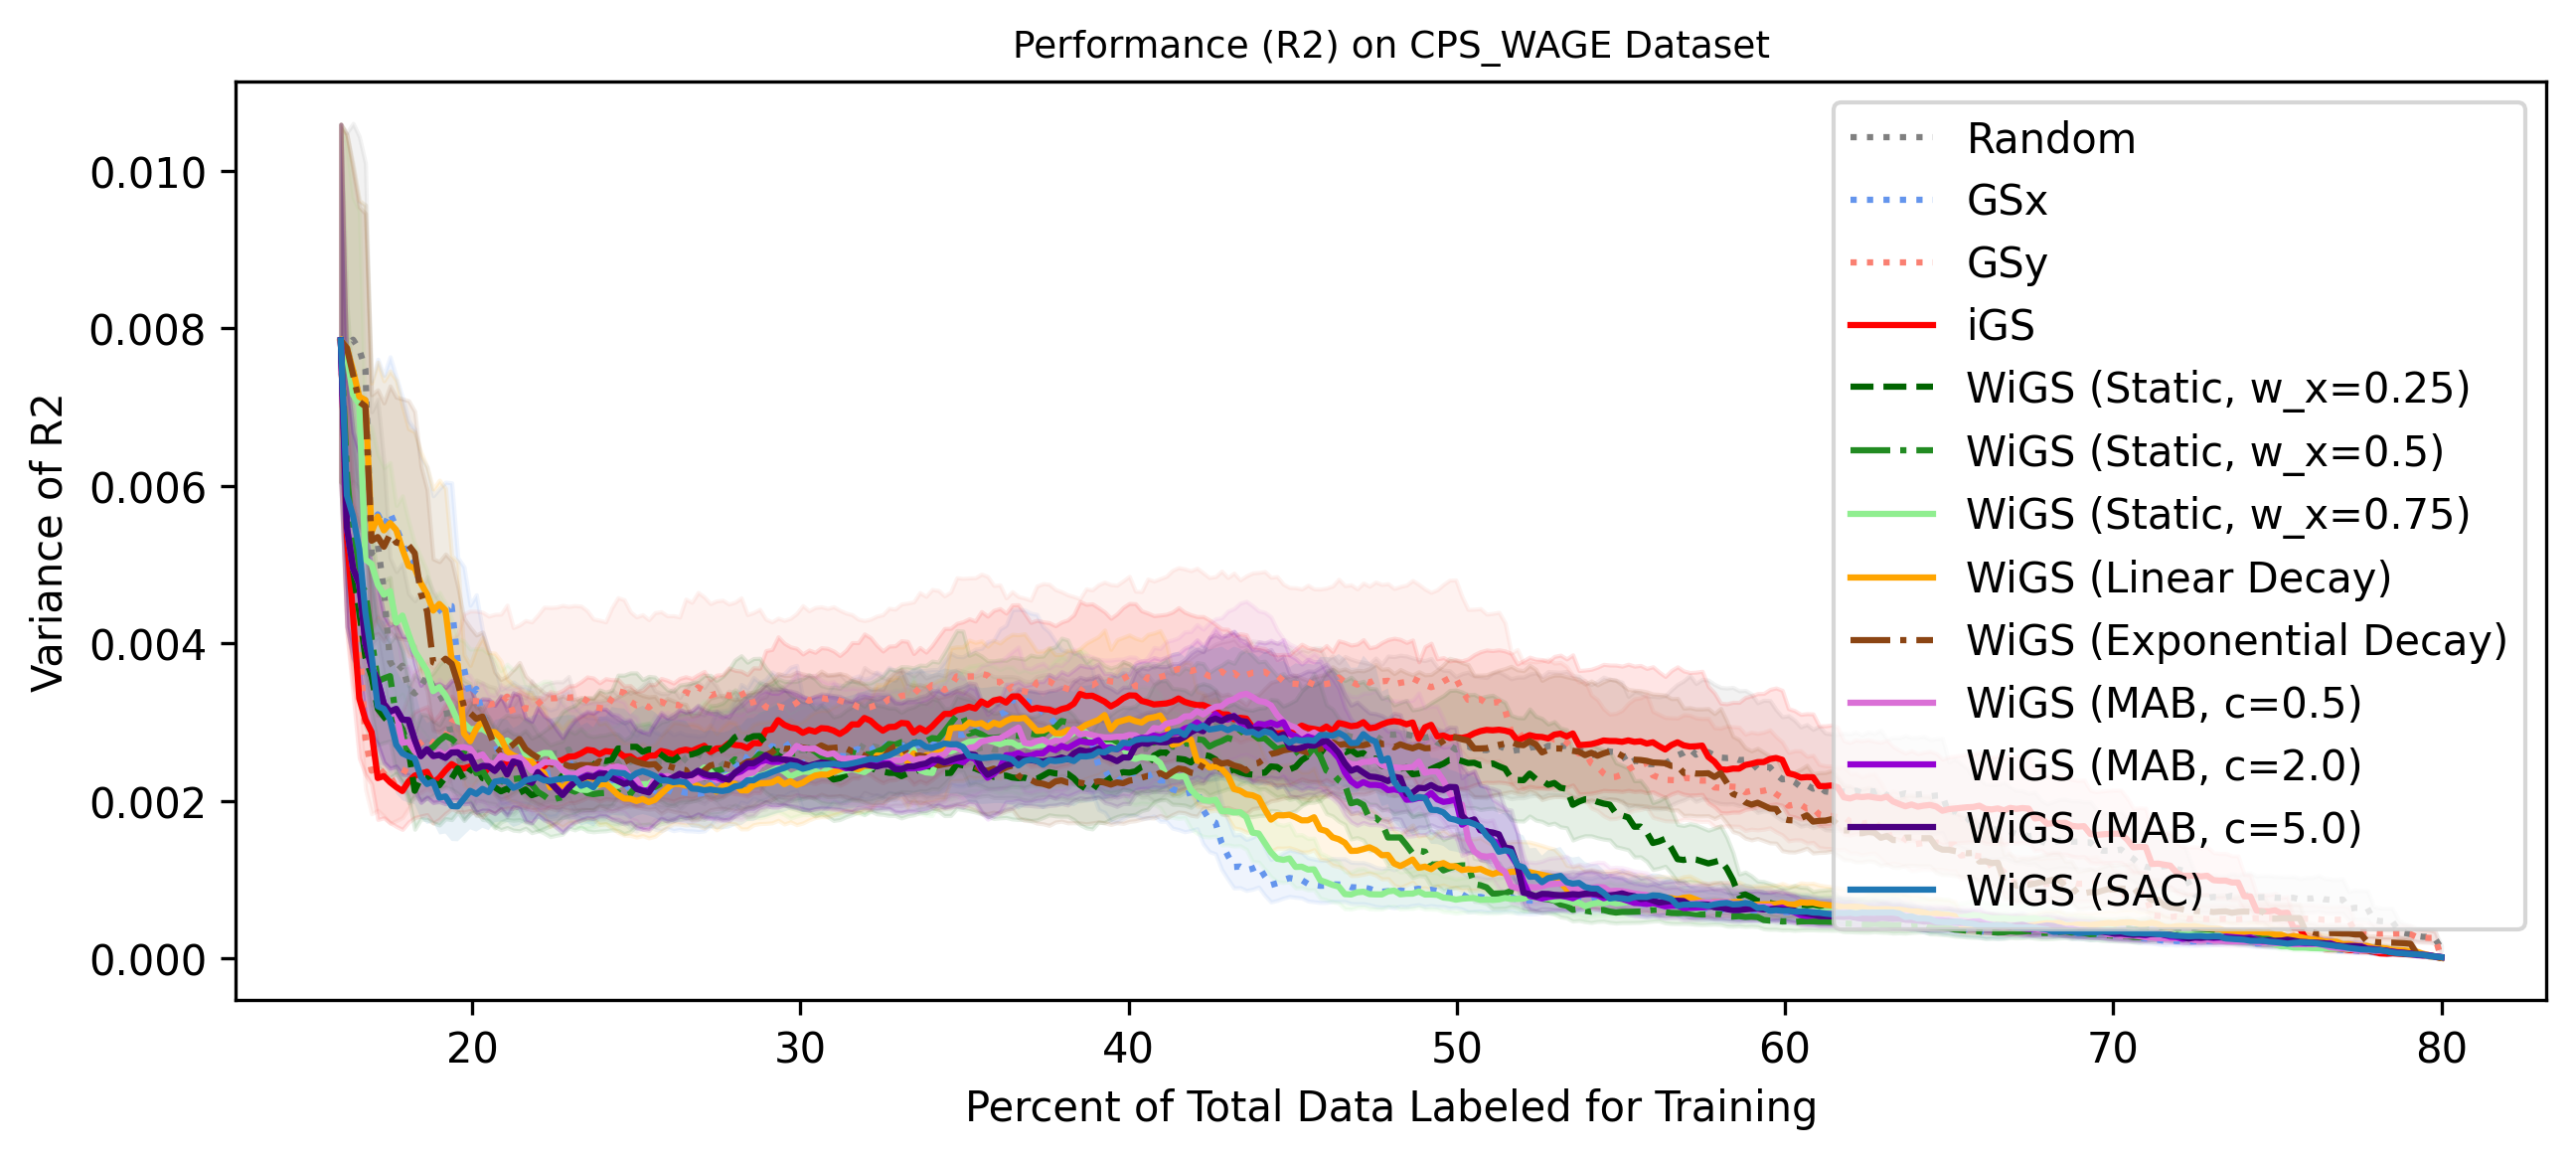 Performance (R2) on CPS_WAGE Dataset
Variance of R2
0.010
0.008
0.006
0.004
0.002
0.000
20 30 40 50 60 70 80
Percent of Total Data Labeled for Training
Random
GSx
GSy
iGS
WiGS (Static, w_x=0.25)
WiGS (Static, w_x=0.5)
WiGS (Static, w_x=0.75)
WiGS (Linear Decay)
WiGS (Exponential Decay)
WiGS (MAB, c=0.5)
WiGS (MAB, c=2.0)
WiGS (MAB, c=5.0)
WiGS (SAC)